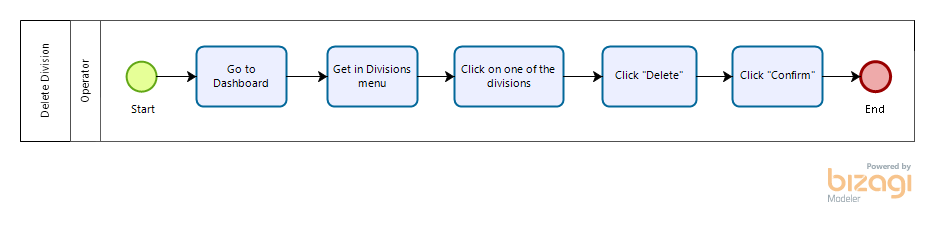 Delete Division
Operator
Start
Go to
Dashboard
Get in Divisions
menu
Click on one of the
divisions
Click "Delete"
Click "Confirm"
End
Powered by
bizagi
Modeler